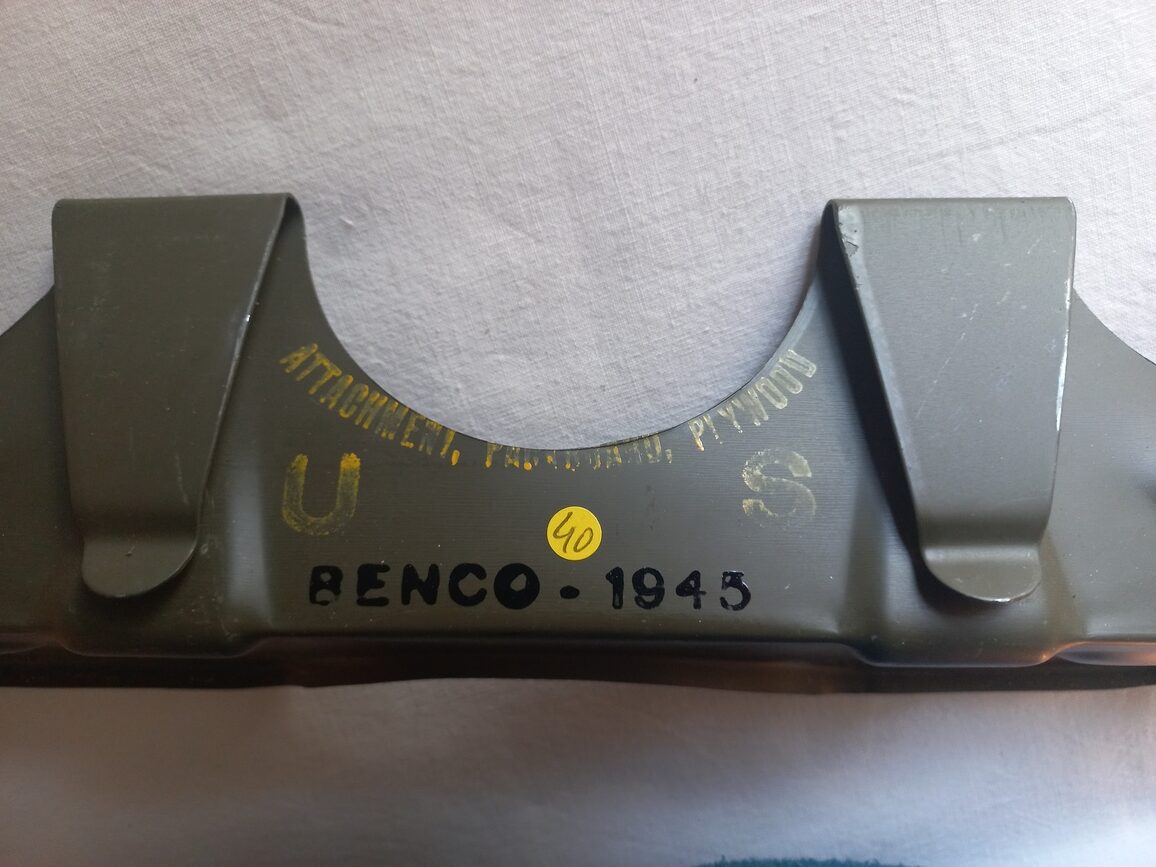 ATTACHMENT, PACKBOARD, PLYWOOD
U S
40
BENCO - 1945